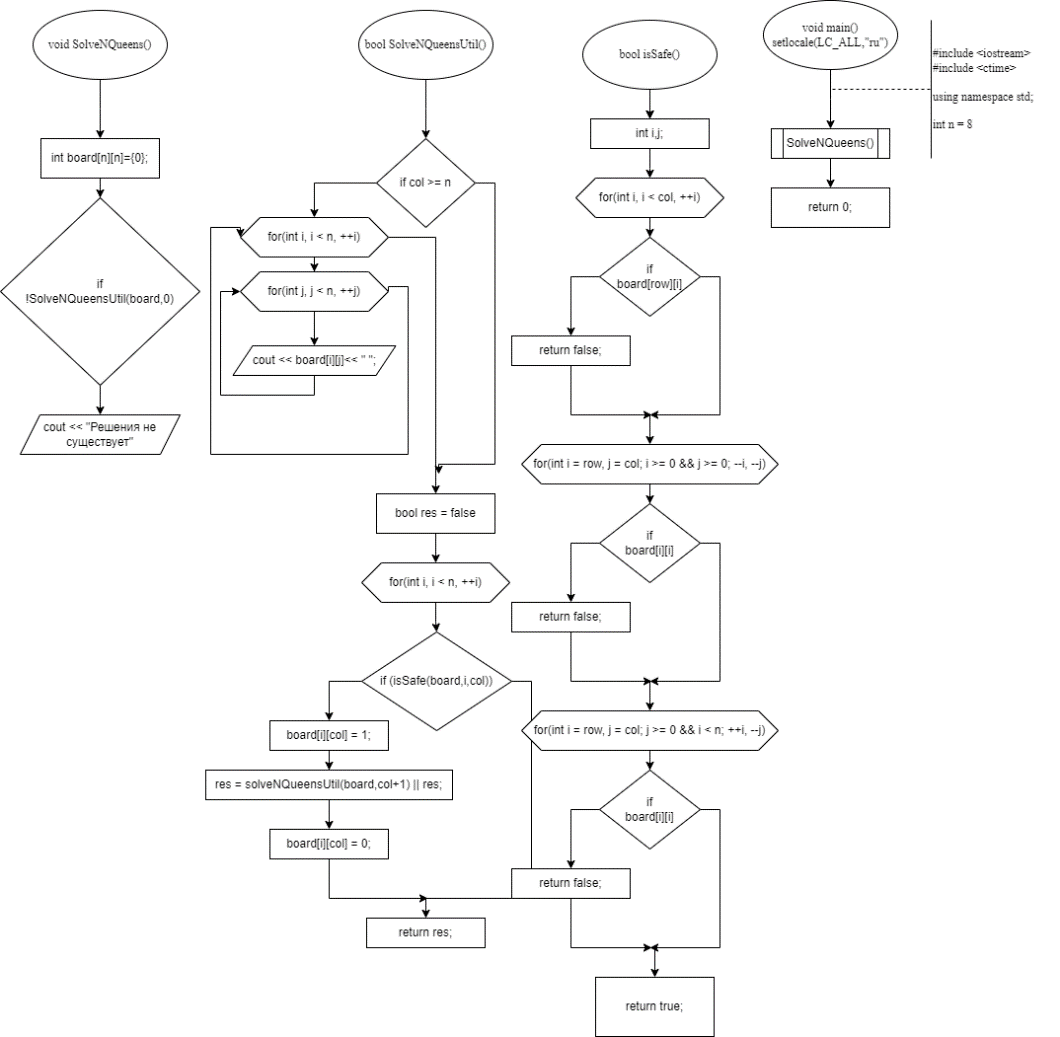 void SolveNQueens()
int board[n][n]={0};
if
!SolveNQueensUtil(board,0)
cout << "Решения не
существует"
bool SolveNQueensUtil()
if col >= n
for(int i, i < n, ++i)
for(int j, j < n, ++j)
cout << board[i][j]<< " ";
bool res = false
for(int i, i < n, ++i)
if (isSafe(board,i,col))
board[i][col] = 1;
res = solveNQueensUtil(board,col+1) || res;
board[i][col] = 0;
return res;
bool isSafe()
int i,j;
for(int i, i < col, ++i)
if
board[row][i]
return false;
for(int i = row, j = col; i >= 0 && j >= 0; --i, --j)
if
board[i][i]
return false;
for(int i = row, j = col; j >= 0 && i < n; ++i, --j)
if
board[i][i]
return false;
return true;
void main()
setlocale(LC_ALL,"ru")
SolveNQueens()
return 0;
#include <iostream>
#include <ctime>
using namespace std;
int n = 8